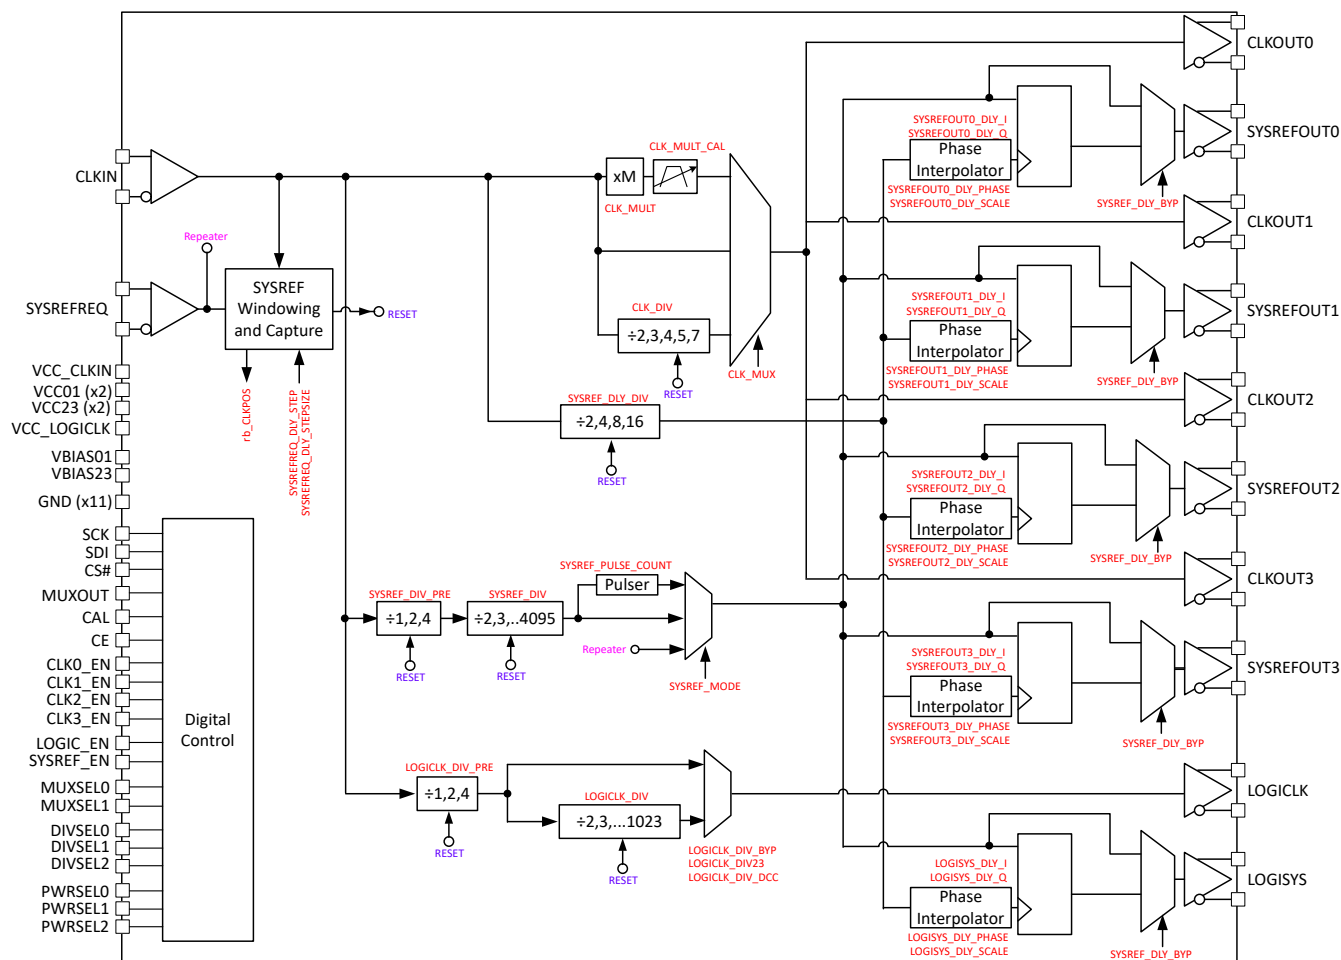 CLKOUT0
SYSREFOUT0_DLY_I
SYSREFOUT0_DLY_Q
Phase
Interpolator
SYSREFOUT0_DLY_PHASE
SYSREFOUT0_DLY_SCALE
SYSREF_DLY_BYP
SYSREFOUT0
CLKIN
CLK_MULT_CAL
xM
CLK_MULT
CLKOUT1
Repeater
SYSREFREQ
SYSREF
Windowing
and Capture
RESET
CLK_DIV
÷2,3,4,5,7
RESET
CLK_MUX
SYSREFOUT1_DLY_I
SYSREFOUT1_DLY_Q
Phase
Interpolator
SYSREFOUT1_DLY_PHASE
SYSREFOUT1_DLY_SCALE
SYSREF_DLY_BYP
SYSREFOUT1
rb_CLKPOS
SYSREFREQ_DLY_STEP
SYSREFREQ_DLY_STEPSIZE
VCC_CLKIN
VCC01 (x2)
VCC23 (x2)
VCC_LOGICLK
VBIAS01
VBIAS23
GND (x11)
SYSREF_DLY_DIV
÷2,4,8,16
RESET
CLKOUT2
SYSREFOUT2_DLY_I
SYSREFOUT2_DLY_Q
Phase
Interpolator
SYSREFOUT2_DLY_PHASE
SYSREFOUT2_DLY_SCALE
SYSREF_DLY_BYP
SYSREFOUT2
SCK
SDI
CS#
MUXOUT
CAL
CE
CLK0_EN
CLK1_EN
CLK2_EN
CLK3_EN
LOGIC_EN
SYSREF_EN
MUXSEL0
MUXSEL1
DIVSEL0
DIVSEL1
DIVSEL2
PWRSEL0
PWRSEL1
PWRSEL2
Digital
Control
SYSREF_DIV_PRE
÷1,2,4
RESET
SYSREF_DIV
÷2,3,..4095
RESET
SYSREF_PULSE_COUNT
Pulser
Repeater
SYSREF_MODE
CLKOUT3
SYSREFOUT3_DLY_I
SYSREFOUT3_DLY_Q
Phase
Interpolator
SYSREFOUT3_DLY_PHASE
SYSREFOUT3_DLY_SCALE
SYSREF_DLY_BYP
SYSREFOUT3
LOGICLK_DIV_PRE
÷1,2,4
RESET
LOGICLK_DIV
÷2,3,...1023
RESET
LOGICLK_DIV_BYP
LOGICLK_DIV23
LOGICLK_DIV_DCC
LOGICLK
LOGISYS_DLY_I
LOGISYS_DLY_Q
Phase
Interpolator
LOGISYS_DLY_PHASE
LOGISYS_DLY_SCALE
SYSREF_DLY_BYP
LOGISYS